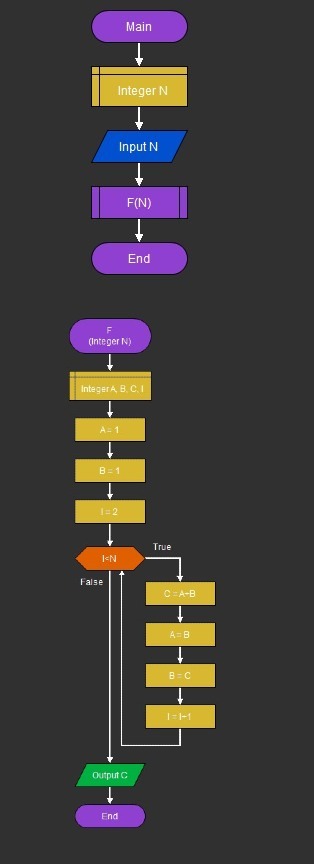 Main
Integer N
Input N
F(N)
End
F
(Integer N)
Integer A, B, C, I
A = 1
B = 1
I = 2
I<N
True
False
C = A+B
A = B
B = C
I = I+1
Output C
End